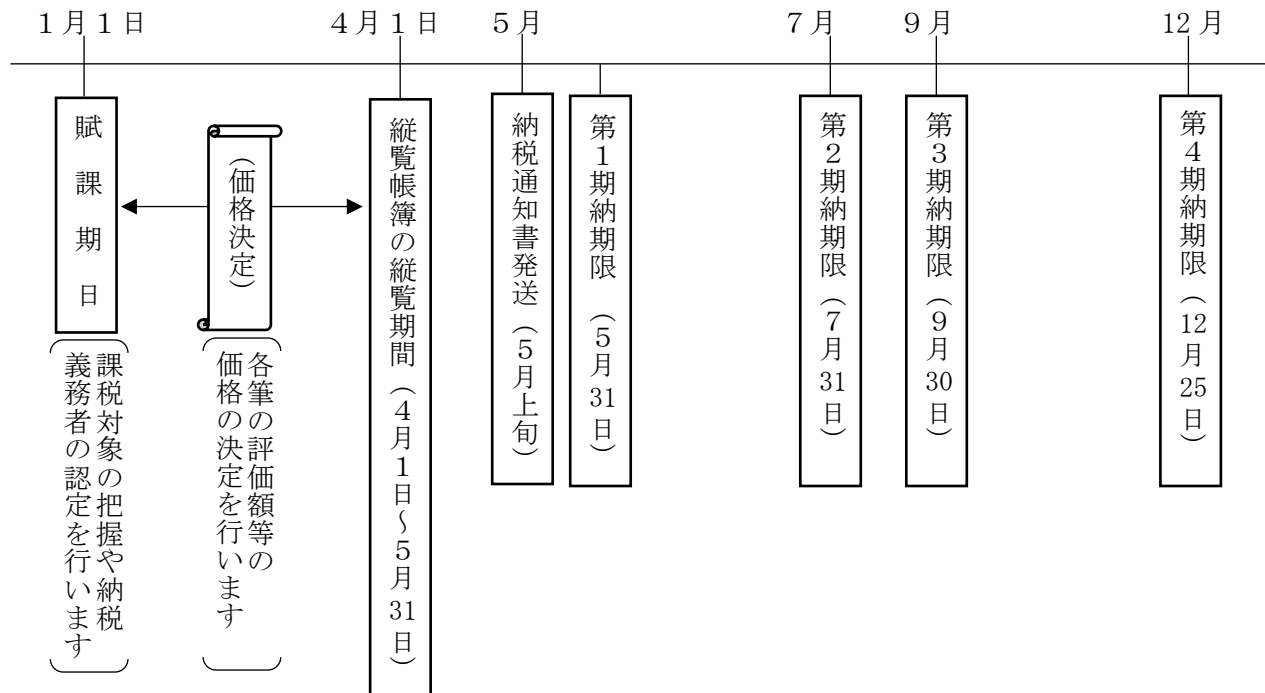 １月１日
４月１日
５月
７月
９月
12月
賦課期日
課税対象の把握や納税
義務者の認定を行います
（価格決定）
各筆の評価額等の
価格の決定を行います
縦覧帳簿の縦覧期間（４月１日～５月31日）
納税通知書発送（５月上旬）
第１期納期限　（５月31日）
第２期納期限（７月31日）
第３期納期限（９月30日）
第４期納期限（12月25日）